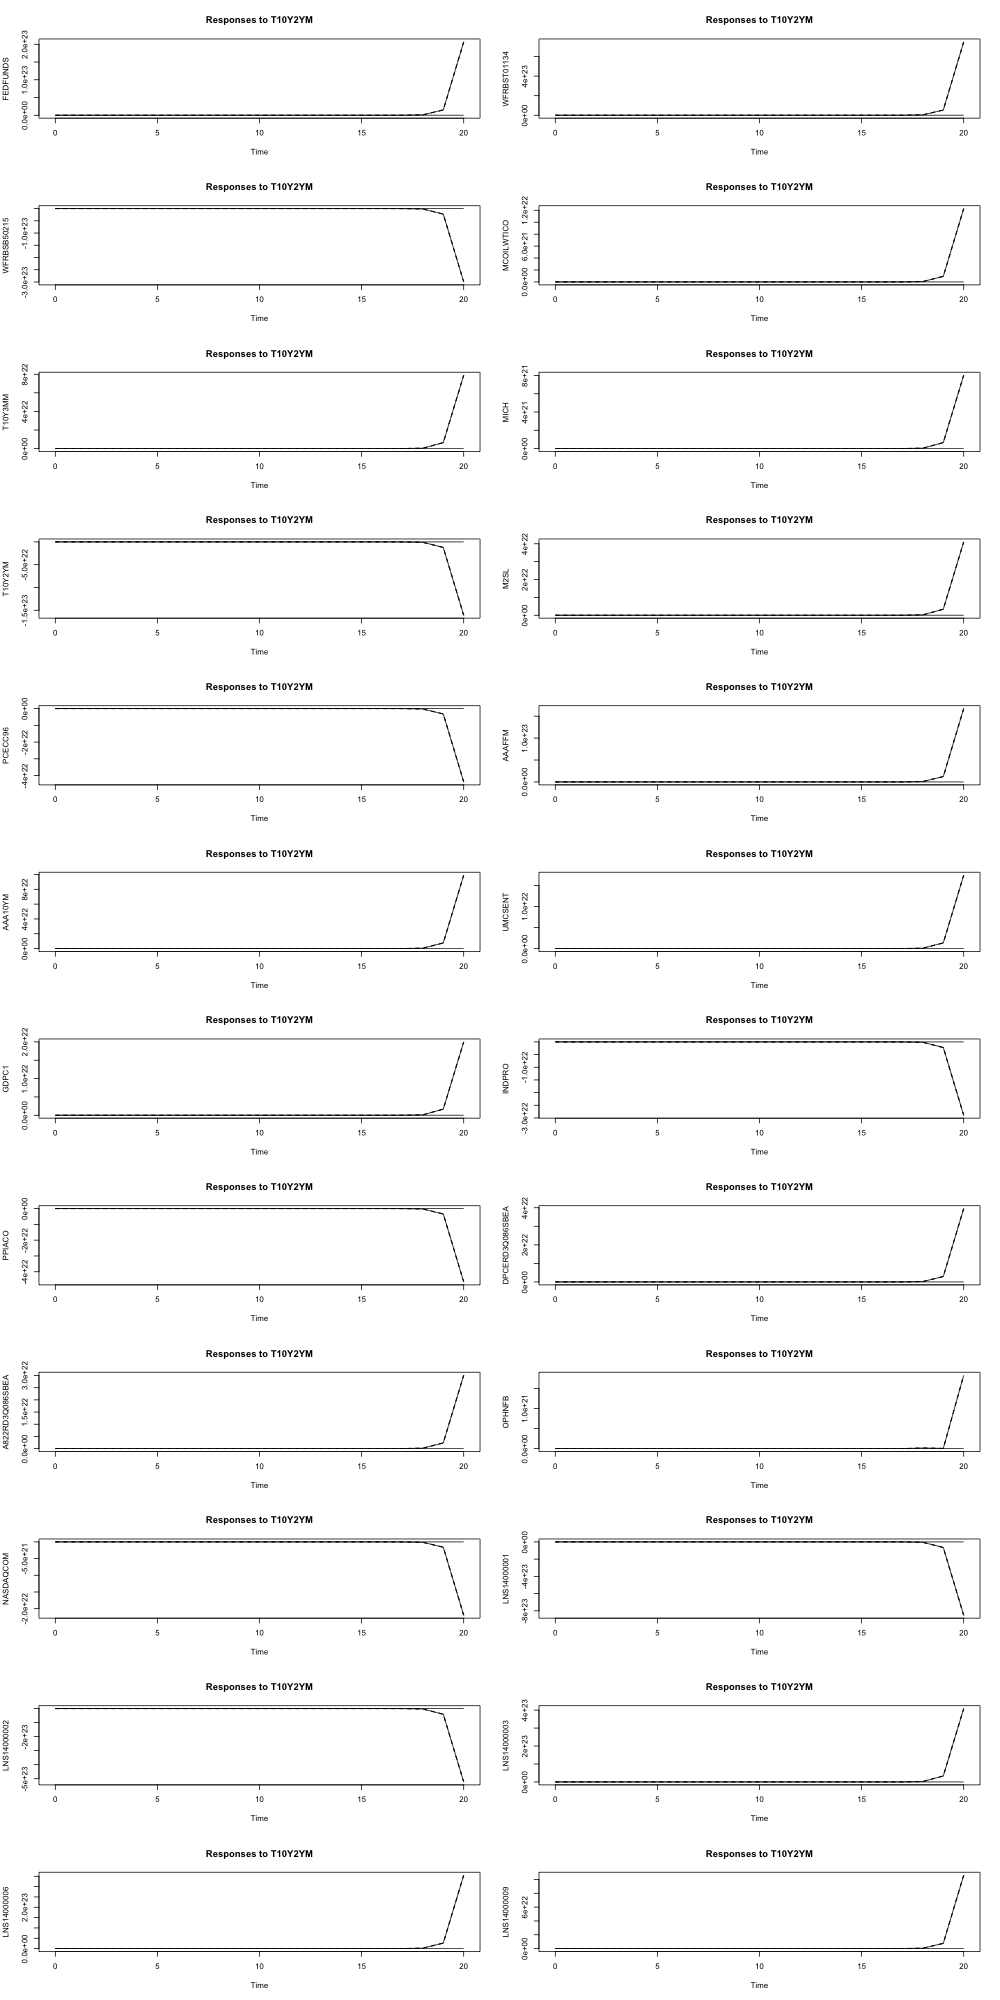 Responses to T10Y2YM
FEDFUNDS
0.0e+00 1.0e+23 2.0e+23
0 5 10 15 20
Time
Responses to T10Y2YM
WFRBST01134
0e+00 4e+23
0 5 10 15 20
Time
Responses to T10Y2YM
WFRBSB50215
-3.0e+23 -1.0e+23
0 5 10 15 20
Time
Responses to T10Y2YM
MCOILWTICO
0.0e+00 6.0e+21 1.2e+22
0 5 10 15 20
Time
Responses to T10Y2YM
T10Y3MM
0e+00 4e+22 8e+22
0 5 10 15 20
Time
Responses to T10Y2YM
MICH
0e+00 4e+21 8e+21
0 5 10 15 20
Time
Responses to T10Y2YM
T10Y2YM
-1.5e+23 -5.0e+22
0 5 10 15 20
Time
Responses to T10Y2YM
M2SL
0e+00 2e+22 4e+22
0 5 10 15 20
Time
Responses to T10Y2YM
PCECC96
-4e+22 -2e+22 0e+00
0 5 10 15 20
Time
Responses to T10Y2YM
AAAFFM
0.0e+00 1.0e+23
0 5 10 15 20
Time
Responses to T10Y2YM
AAA10YM
0e+00 4e+22 8e+22
0 5 10 15 20
Time
Responses to T10Y2YM
UMCSENT
0.0e+00 1.0e+22
0 5 10 15 20
Time
Responses to T10Y2YM
GDPC1
0.0e+00 1.0e+22 2.0e+22
0 5 10 15 20
Time
Responses to T10Y2YM
INDPRO
-3.0e+22 -1.0e+22
0 5 10 15 20
Time
Responses to T10Y2YM
PPIACO
-4e+22 -2e+22 0e+00
0 5 10 15 20
Time
Responses to T10Y2YM
DPCERD3Q086SBEA
0e+00 2e+22 4e+22
0 5 10 15 20
Time
Responses to T10Y2YM
A822RD3Q086SBEA
0.0e+00 1.5e+22 3.0e+22
0 5 10 15 20
Time
Responses to T10Y2YM
OPHNFB
0.0e+00 1.0e+21
0 5 10 15 20
Time
Responses to T10Y2YM
NASDAQCOM
-2.0e+22 -5.0e+21
0 5 10 15 20
Time
Responses to T10Y2YM
LNS14000001
-8e+23 -4e+23 0e+00
0 5 10 15 20
Time
Responses to T10Y2YM
LNS14000002
-5e+23 -2e+23
0 5 10 15 20
Time
Responses to T10Y2YM
LNS14000003
0e+00 2e+23 4e+23
0 5 10 15 20
Time
Responses to T10Y2YM
LNS14000006
0.0e+00 2.0e+23
0 5 10 15 20
Time
Responses to T10Y2YM
LNS14000009
0e+00 6e+22
0 5 10 15 20
Time